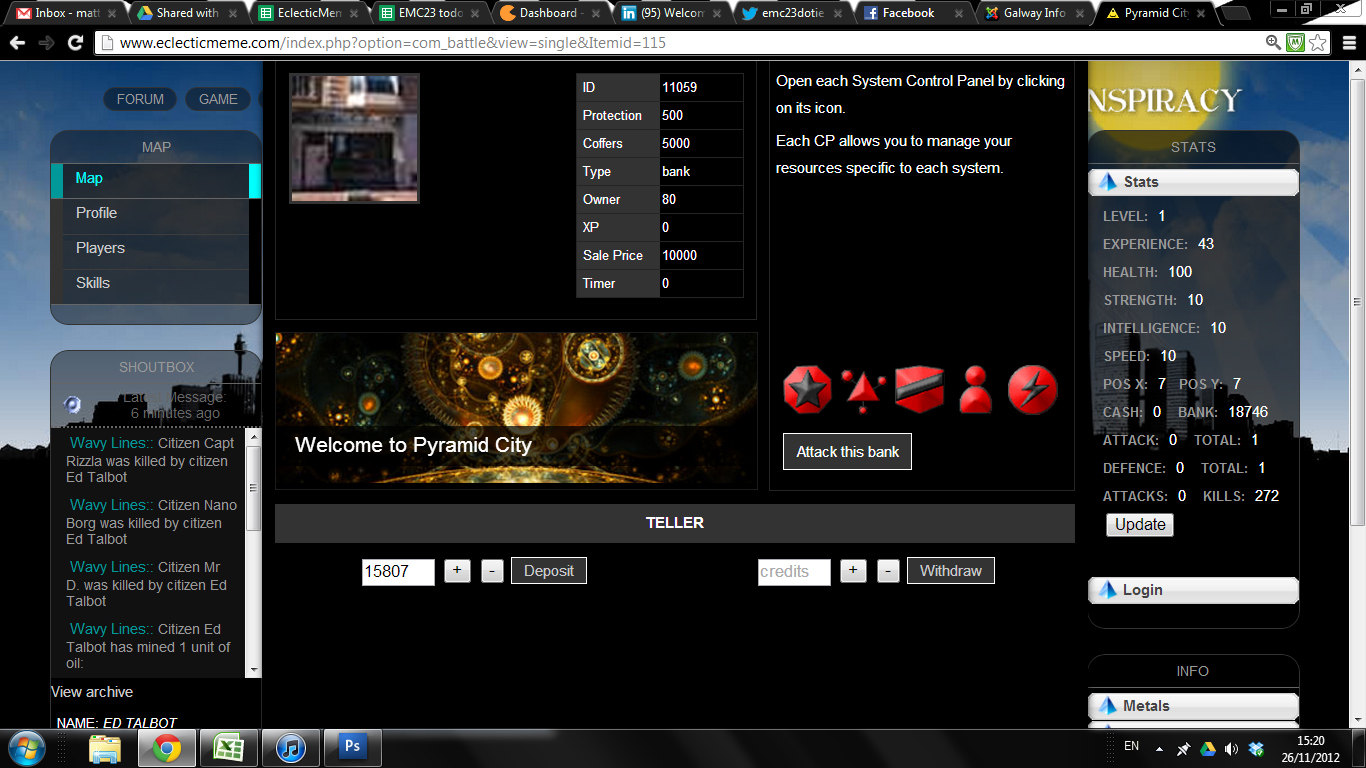 Inbox - mat
Shared with
EclecticMem
EMC23 todo
Dashboard -
(95) Welcom
emc23dotie
Facebook
Galway Info
Pyramid City
www.eclecticmeme.com/index.php?option=com_battle&view=single&Itemid=115
FORUM
GAME
MAP
Map
Profile
Players
Skills
SHOUTBOX
Latest Message:
6 minutes ago
Wavy Lines:: Citizen Capt
Rizzla was killed by citizen
Ed Talbot
Wavy Lines:: Citizen Nano
Borg was killed by citizen
Ed Talbot
Wavy Lines:: Citizen Mr
D. was killed by citizen Ed
Talbot
Wavy Lines:: Citizen Ed
Talbot has mined 1 unit of
oil:
View archive
NAME: ED TALBOT
ID 11059
Protection 500
Coffers 5000
Type bank
Owner 80
XP 0
Sale Price 10000
Timer 0
Welcome to Pyramid City
Open each System Control Panel by clicking
on its icon.
Each CP allows you to manage your
resources specific to each system.
Attack this bank
TELLER
15807 + - Deposit
credits + - Withdraw
NSPIRACY
STATS
Stats
LEVEL: 1
EXPERIENCE: 43
HEALTH: 100
STRENGTH: 10
INTELLIGENCE: 10
SPEED: 10
POS X: 7 POS Y: 7
CASH: 0 BANK: 18746
ATTACK: 0 TOTAL: 1
DEFENCE: 0 TOTAL: 1
ATTACKS: 0 KILLS: 272
Update
Login
INFO
Metals
Ps
EN
15:20
26/11/2012